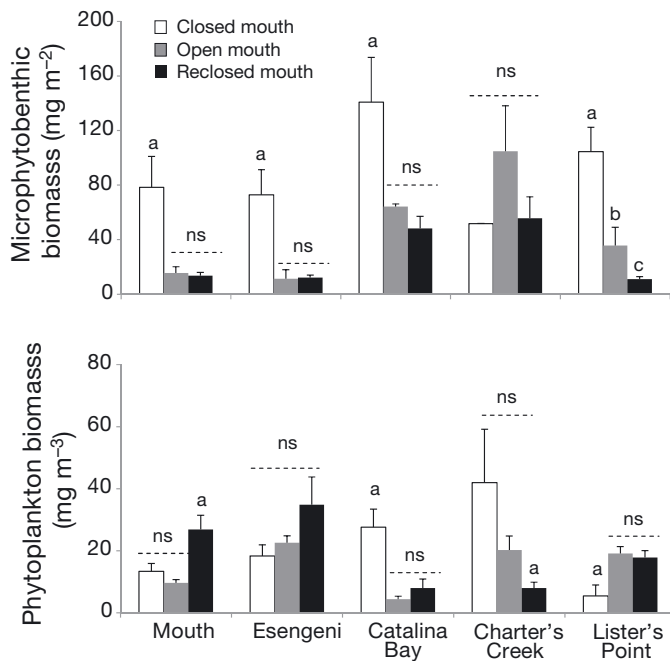 200
160
120
80
40
0
Microphytobenthic
biomasss (mg m⁻²)
Closed mouth
Open mouth
Reclosed mouth
a
ns
a
ns
a
ns
ns
a
b
c
80
60
40
20
0
Phytoplankton biomasss
(mg m⁻³)
ns
a
ns
a
ns
ns
a
a
ns
Mouth
Esengeni
Catalina
Bay
Charter's
Creek
Lister's
Point